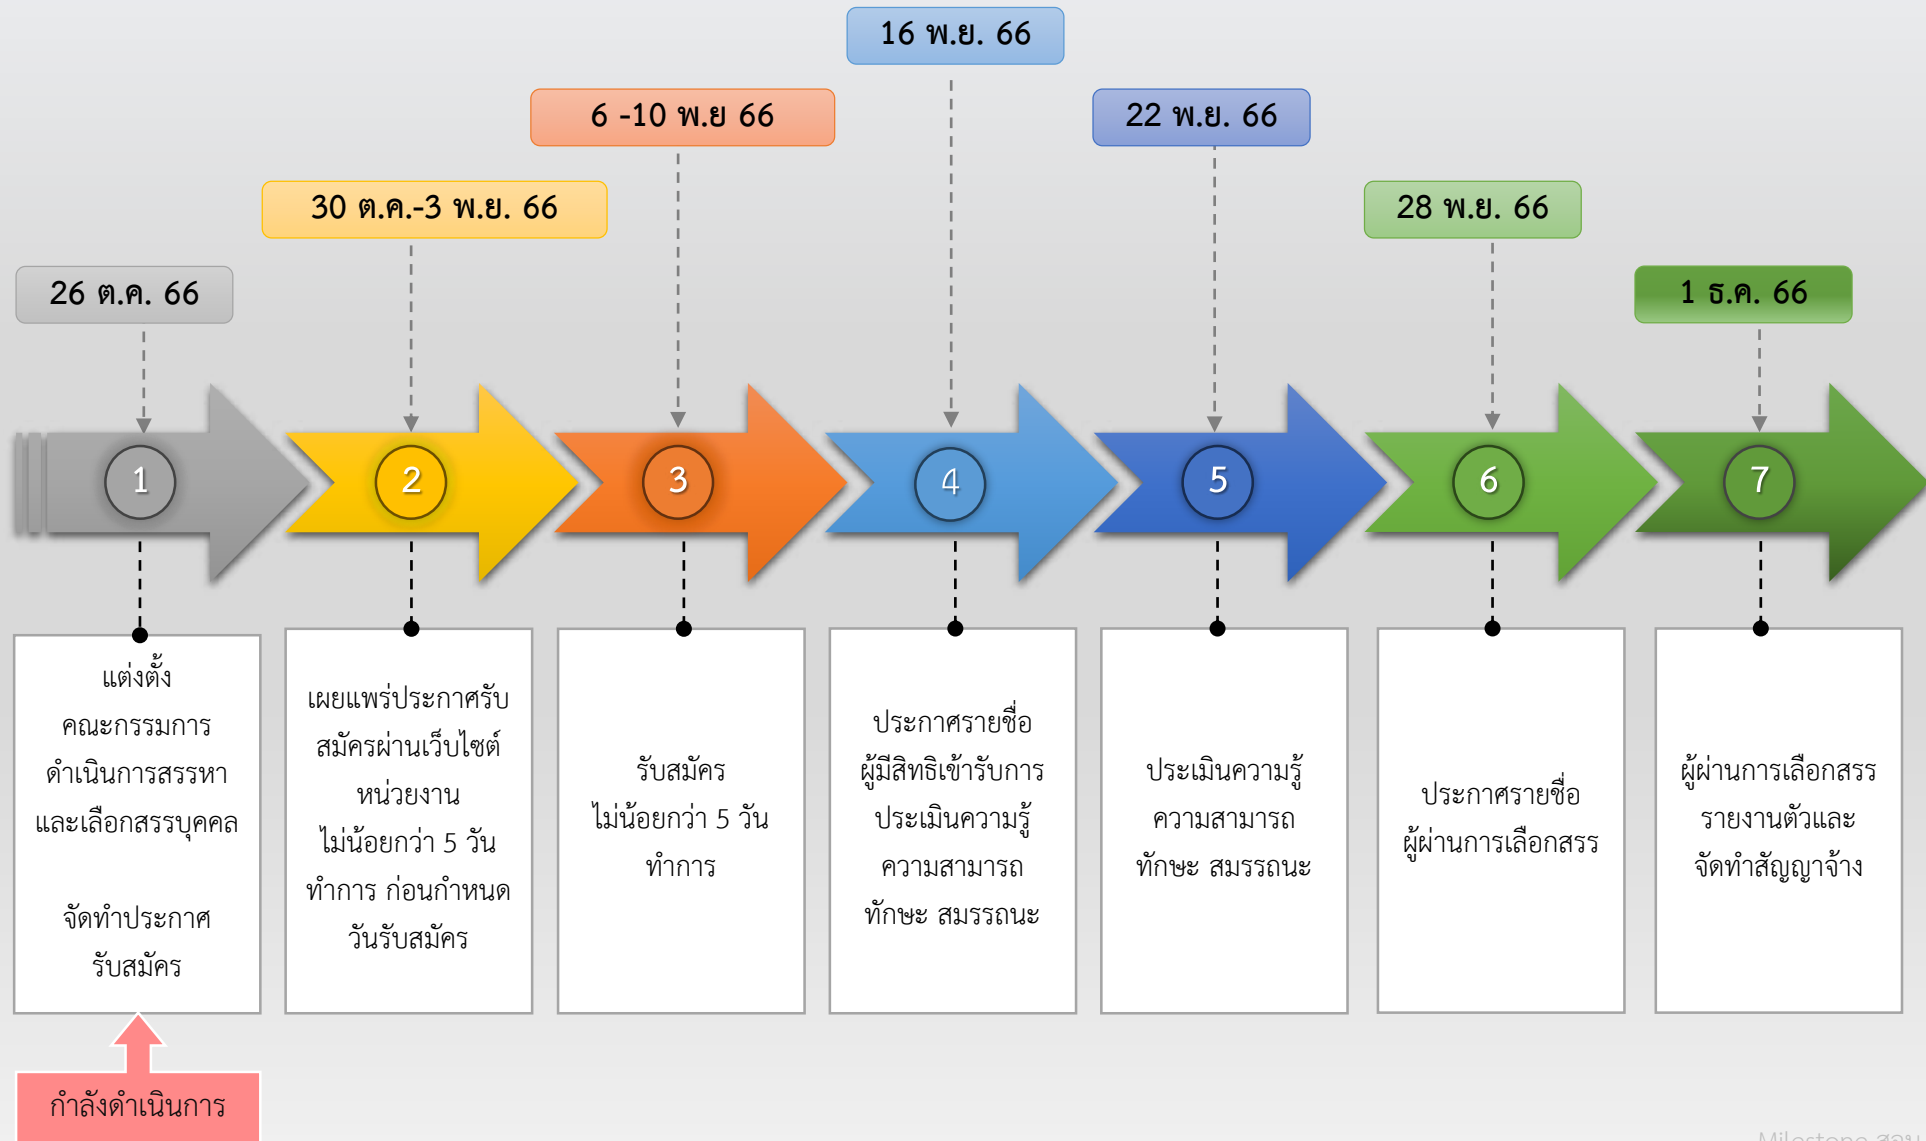 16 พ.ย. 66
6 -10 พ.ย 66
22 พ.ย. 66
30 ต.ค.-3 พ.ย. 66
28 พ.ย. 66
26 ต.ค. 66
1 ธ.ค. 66
1
2
3
4
5
6
7
แต่งตั้ง
คณะกรรมการ
ดำเนินการสรรหา
และเลือกสรรบุคคล
จัดทำประกาศ
รับสมัคร
เผยแพร่ประกาศรับ
สมัครผ่านเว็บไซต์
หน่วยงาน
ไม่น้อยกว่า 5 วัน
ทำการ ก่อนกำหนด
วันรับสมัคร
รับสมัคร
ไม่น้อยกว่า 5 วัน
ทำการ
ประกาศรายชื่อ
ผู้มีสิทธิเข้ารับการ
ประเมินความรู้
ความสามารถ
ทักษะ สมรรถนะ
ประเมินความรู้
ความสามารถ
ทักษะ สมรรถนะ
ประกาศรายชื่อ
ผู้ผ่านการเลือกสรร
ผู้ผ่านการเลือกสรร
รายงานตัวและ
จัดทำสัญญาจ้าง
กำลังดำเนินการ
Milestone